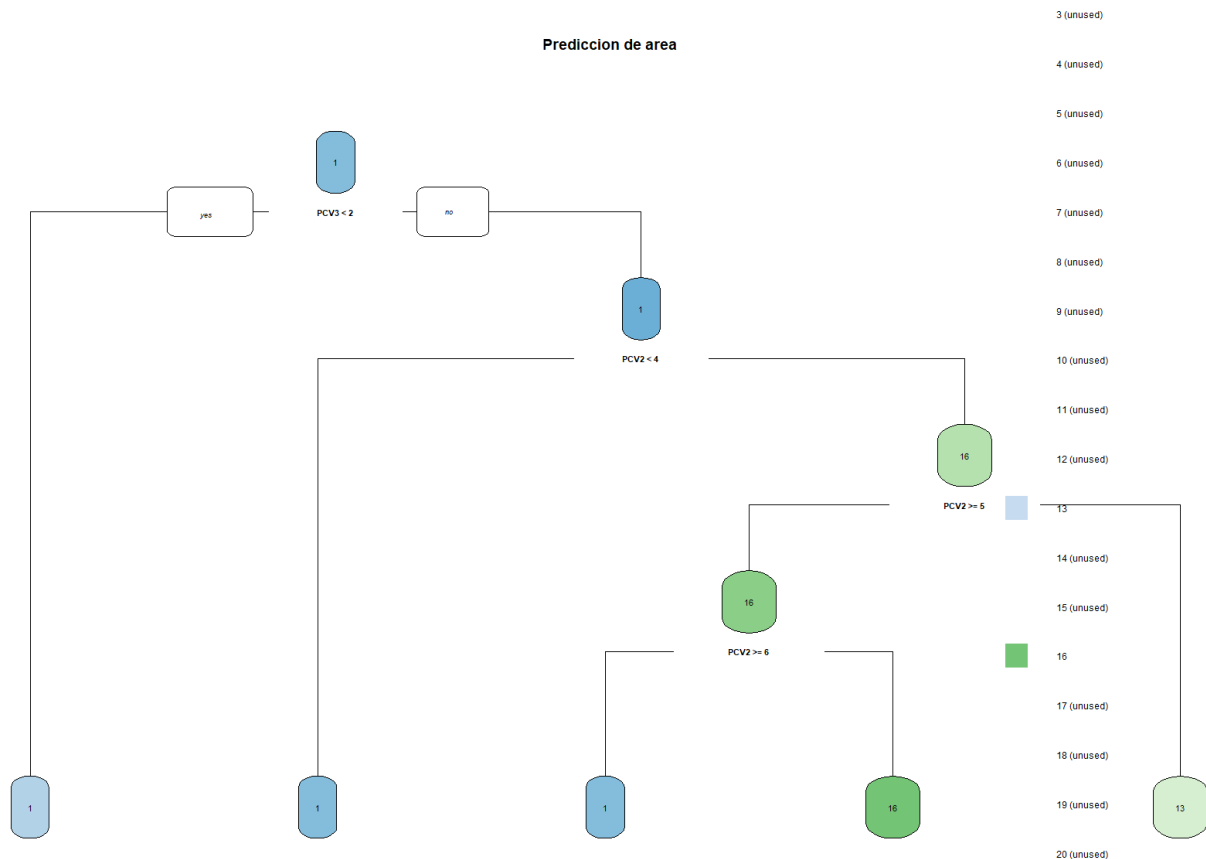 3 (unused)
Prediccion de area
4 (unused)
5 (unused)
1
6 (unused)
yes
PCV3 < 2
no
7 (unused)
8 (unused)
1
9 (unused)
PCV2 < 4
10 (unused)
11 (unused)
16
12 (unused)
PCV2 >= 5
13
14 (unused)
16
15 (unused)
PCV2 >= 6
16
17 (unused)
18 (unused)
1
1
1
16
19 (unused)
13
20 (unused)